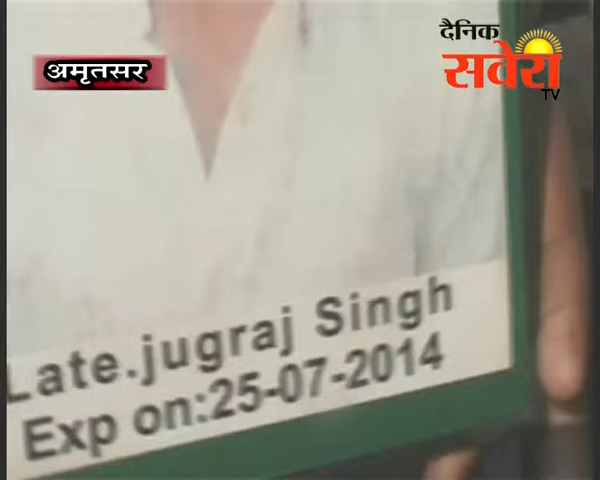 अमृतसर
दैनिक
सवेरा
TV
Late.jugraj Singh
Exp on:25-07-2014